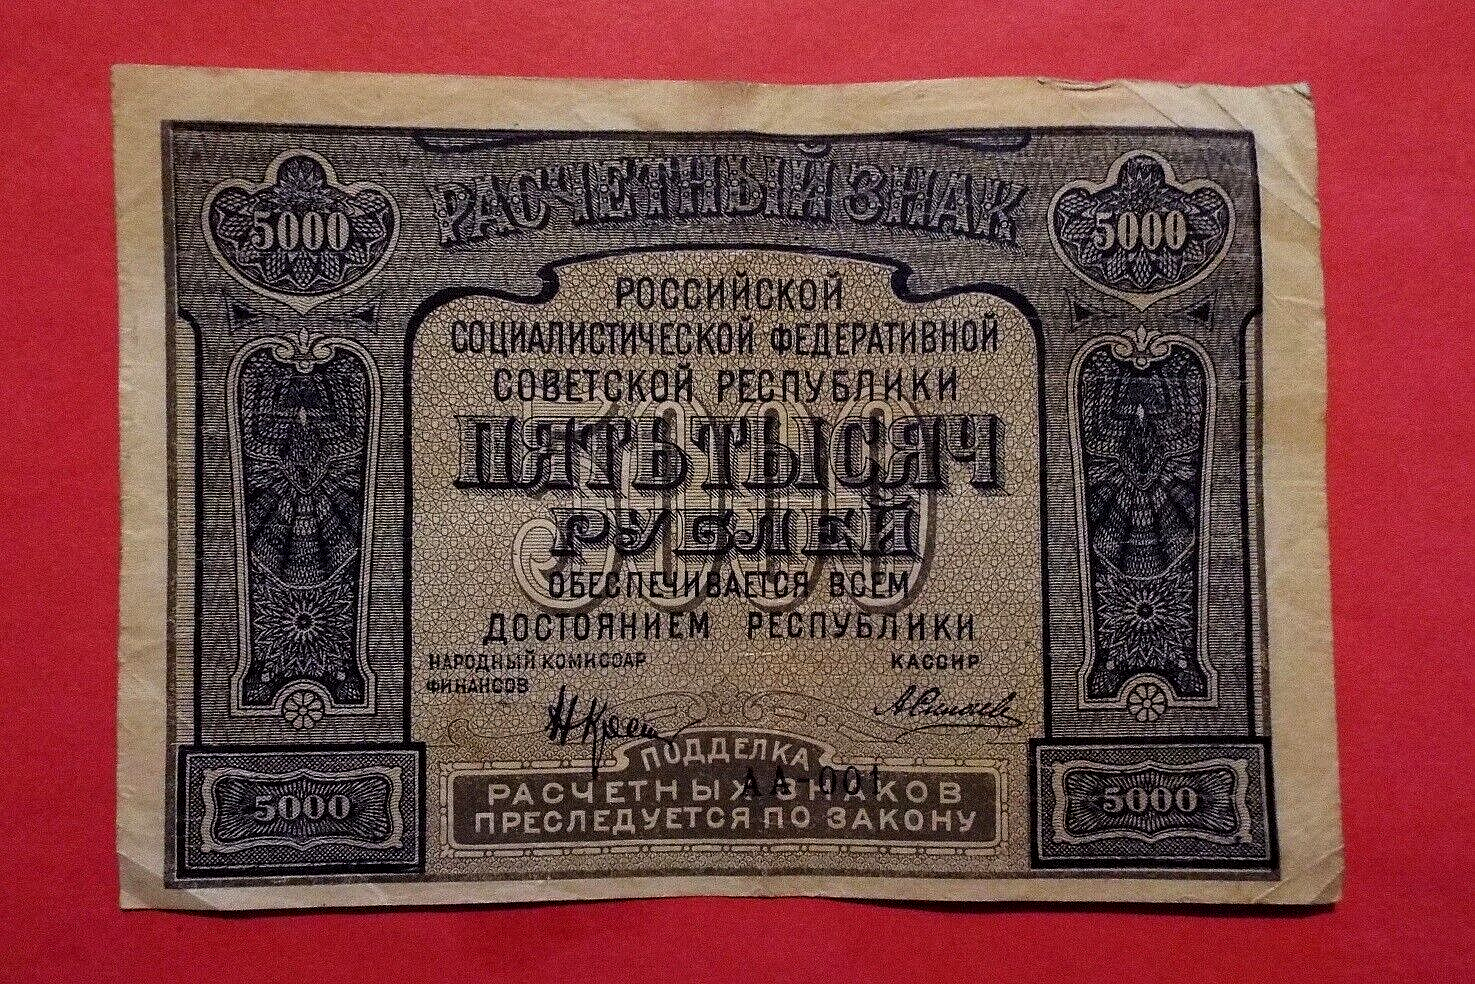 РАСЧЕТНЫЙ ЗНАК
5000 5000
РОССИЙСКОЙ
СОЦИАЛИСТИЧЕСКОЙ ФЕДЕРАТИВНОЙ
СОВЕТСКОЙ РЕСПУБЛИКИ
5000
ПЯТЬ ТЫСЯЧ
РУБЛЕЙ
ОБЕСПЕЧИВАЕТСЯ ВСЕМ
ДОСТОЯНИЕМ РЕСПУБЛИКИ
НАРОДНЫЙ КОМИССАР
ФИНАНСОВ
КАССИР
ПОДДЕЛКА
АА-001
РАСЧЕТНЫХ ЗНАКОВ
ПРЕСЛЕДУЕТСЯ ПО ЗАКОНУ
5000 5000